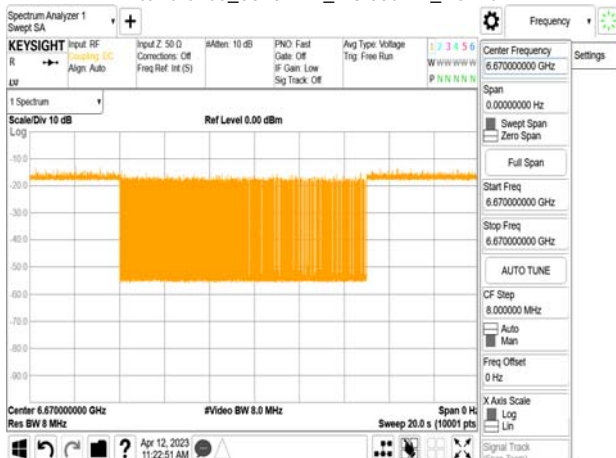 Spectrum Analyzer 1
Swept SA
+
Frequency
KEYSIGHT
Input: RF
Coupling: DC
Align: Auto
Input Z: 50 Ω
Corrections: Off
Freq Ref: Int (S)
#Atten: 10 dB
PNO: Fast
Gate: Off
IF Gain: Low
Sig Track: Off
Avg Type: Voltage
Trig: Free Run
1 2 3 4 5 6
W W W W W W
P N N N N N
R
LVI
1 Spectrum
Scale/Div 10 dB
Ref Level 0.00 dBm
Log
-10.0
-20.0
-30.0
-40.0
-50.0
-60.0
-70.0
-80.0
-90.0
Center 6.670000000 GHz
#Video BW 8.0 MHz
Span 0 Hz
Res BW 8 MHz
Sweep 20.0 s (10001 pts
Apr 12, 2023
11:22:51 AM
Center Frequency
6.670000000 GHz
Settings
Span
0.00000000 Hz
Swept Span
Zero Span
Full Span
Start Freq
6.670000000 GHz
Stop Freq
6.670000000 GHz
AUTO TUNE
CF Step
8.000000 MHz
Auto
Man
Freq Offset
0 Hz
X Axis Scale
Log
Lin
Signal Track